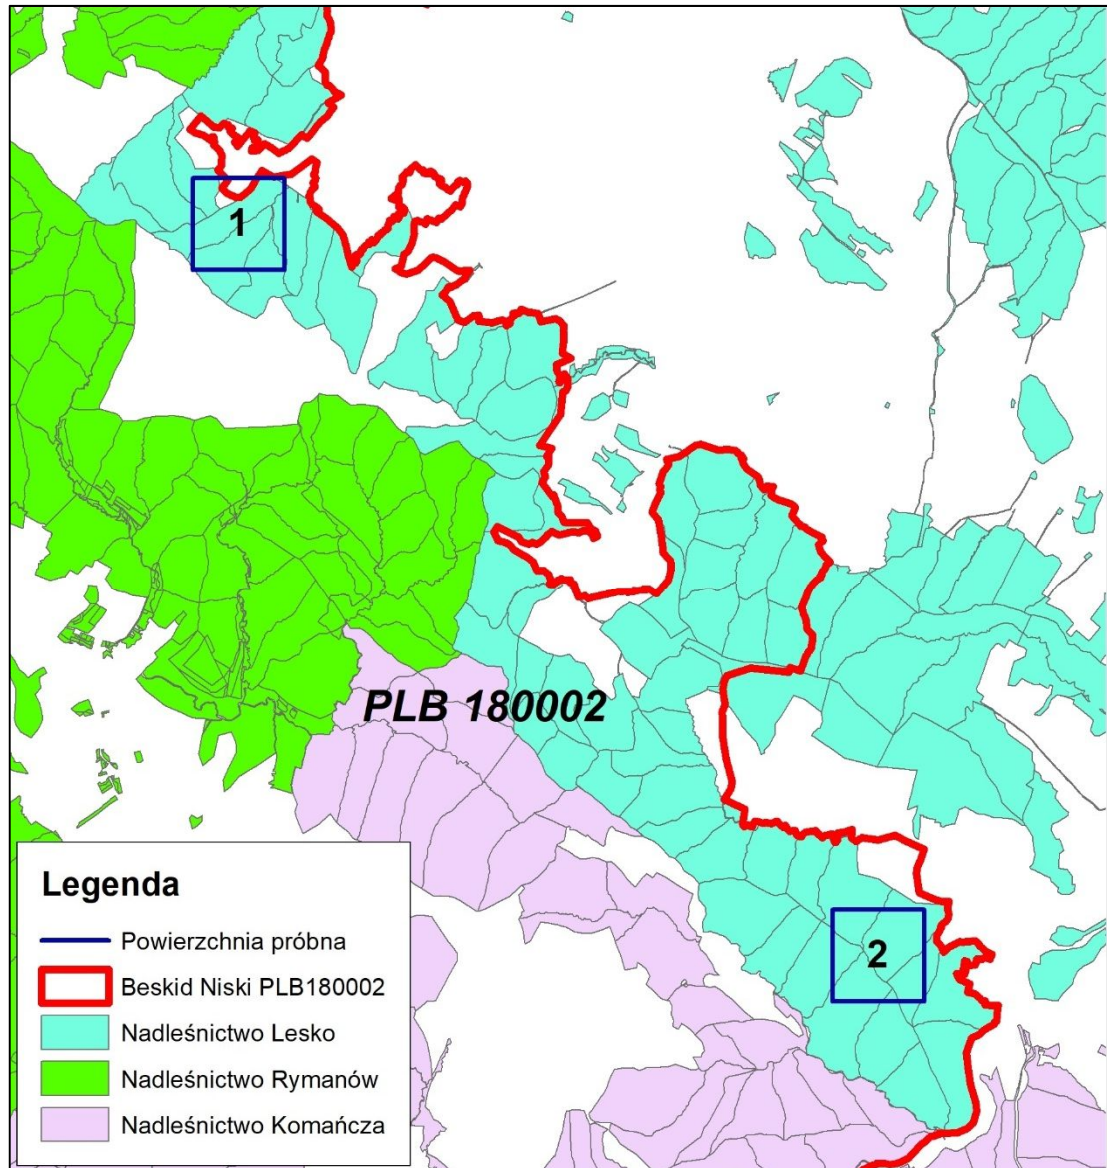 1
PLB 180002
2
Legenda
Powierzchnia próbna
Beskid Niski PLB180002
Nadleśnictwo Lesko
Nadleśnictwo Rymanów
Nadleśnictwo Komańcza